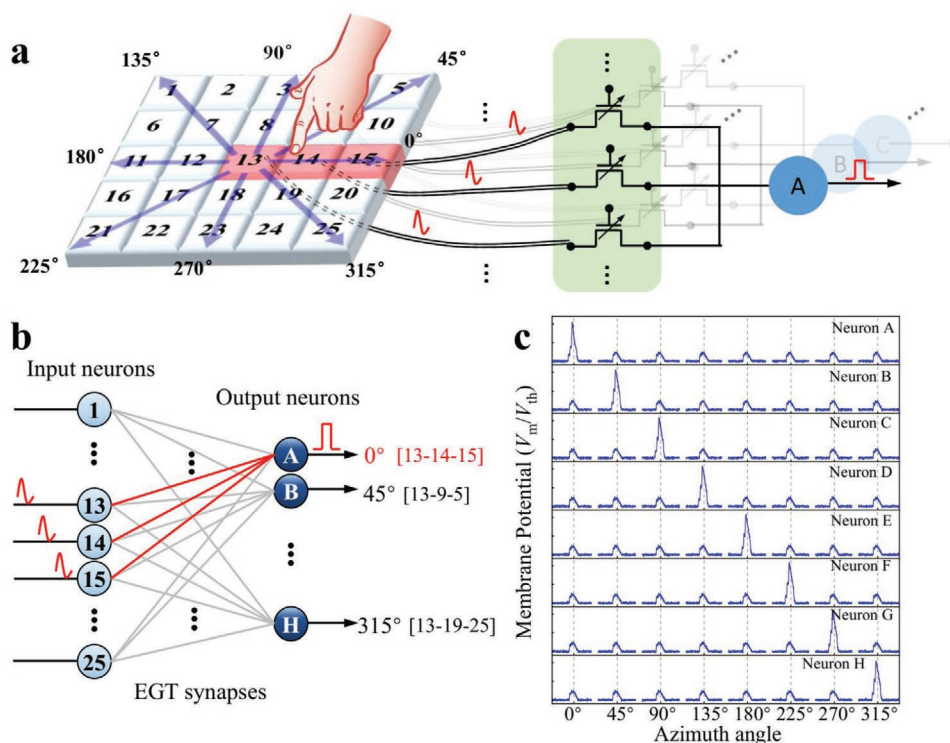 a
135°
90°
45°
1 2 3 5
6 7 8 10
0°
180°
11 12 13 14 15
16 17 18 19 20
21 22 23 24 25
225°
270°
315°
A
B
C
b
Input neurons
Output neurons
1
13
14
15
25
A
B
H
0° [13-14-15]
45° [13-9-5]
315° [13-19-25]
EGT synapses
c
Membrane Potential (Vm/Vth)
Neuron A
Neuron B
Neuron C
Neuron D
Neuron E
Neuron F
Neuron G
Neuron H
0° 45° 90° 135° 180° 225° 270° 315°
Azimuth angle